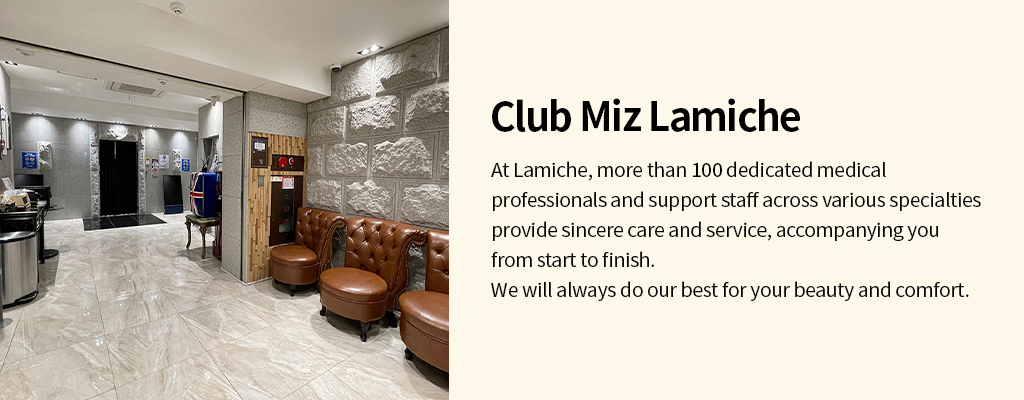 Club Miz Lamiche
At Lamiche, more than 100 dedicated medical
professionals and support staff across various specialties
provide sincere care and service, accompanying you
from start to finish.
We will always do our best for your beauty and comfort.